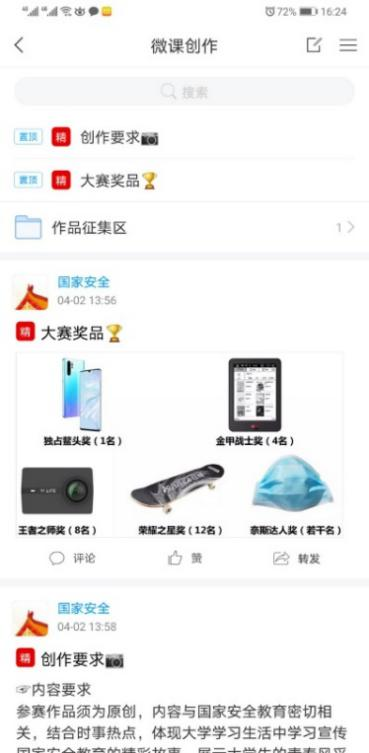 72% 16:24
微课创作
搜索
置顶 精 创作要求
置顶 精 大赛奖品
作品征集区 1
国家安全
04-02 13:56
精 大赛奖品
独占鳌头奖（1名） 金甲战士奖（4名）
王者之师奖（8名） 荣耀之星奖（12名） 奈斯达人奖（若干名）
评论 赞 转发
国家安全
04-02 13:58
精 创作要求
☞内容要求
参赛作品须为原创，内容与国家安全教育密切相
关，结合时事热点，体现大学学习生活中学习宣传
国家安全教育的精彩故事，展示大学生的青春风采